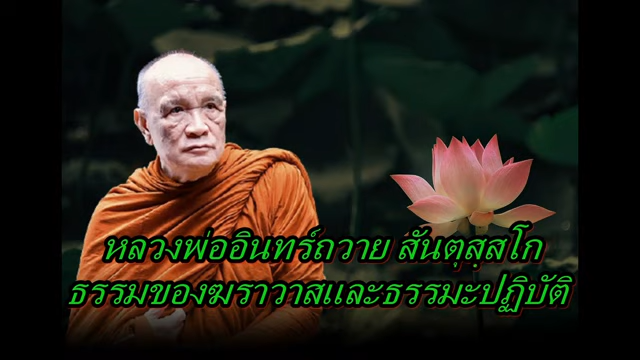 หลวงพ่ออินทร์ถวาย สันตุสฺสโก
ธรรมของฆราวาสและธรรมะปฏิบัติ